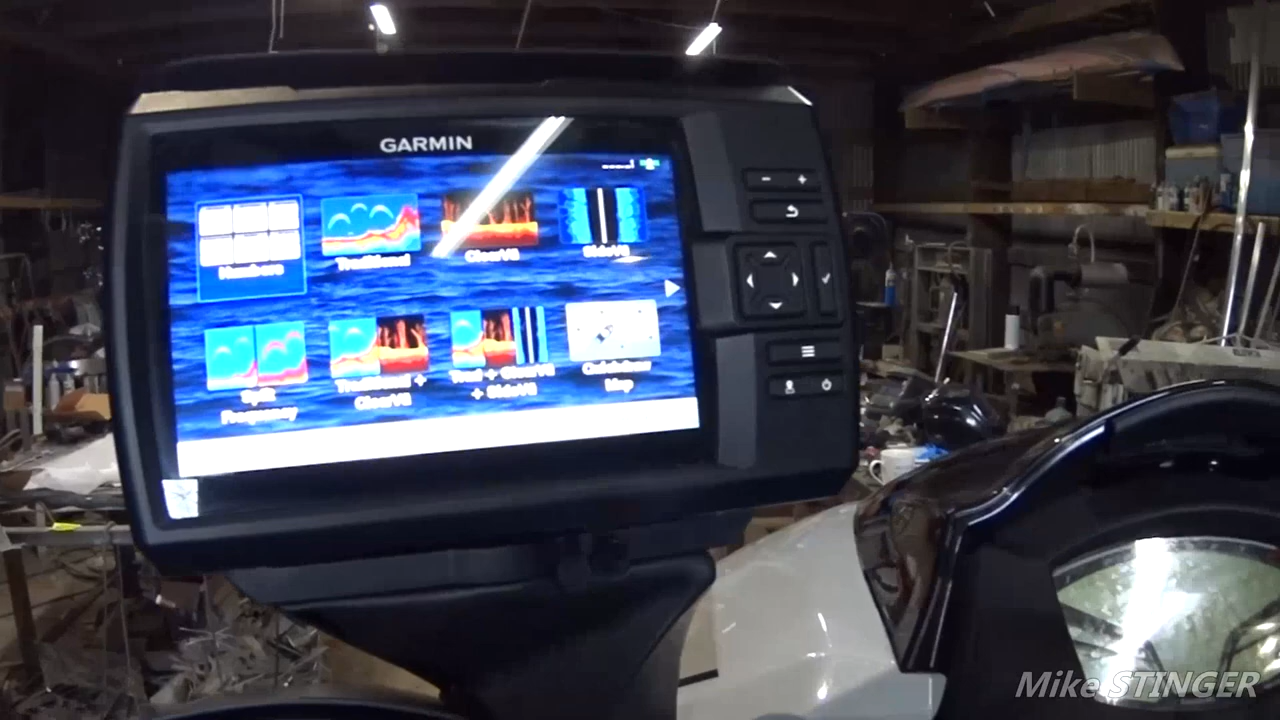 GARMIN
Numbers
Traditional
ClearVü
SideVü
Split
Frequency
Traditional +
ClearVü
Trad + ClearVü
+ SideVü
Quickdraw
Map
Mike STINGER